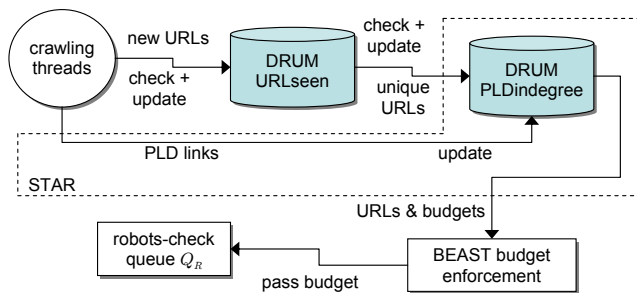 crawling
threads
new URLs
check +
update
DRUM
URLseen
check +
update
unique
URLs
DRUM
PLDindegree
PLD links
update
STAR
URLs & budgets
robots-check
queue Q_R
pass budget
BEAST budget
enforcement